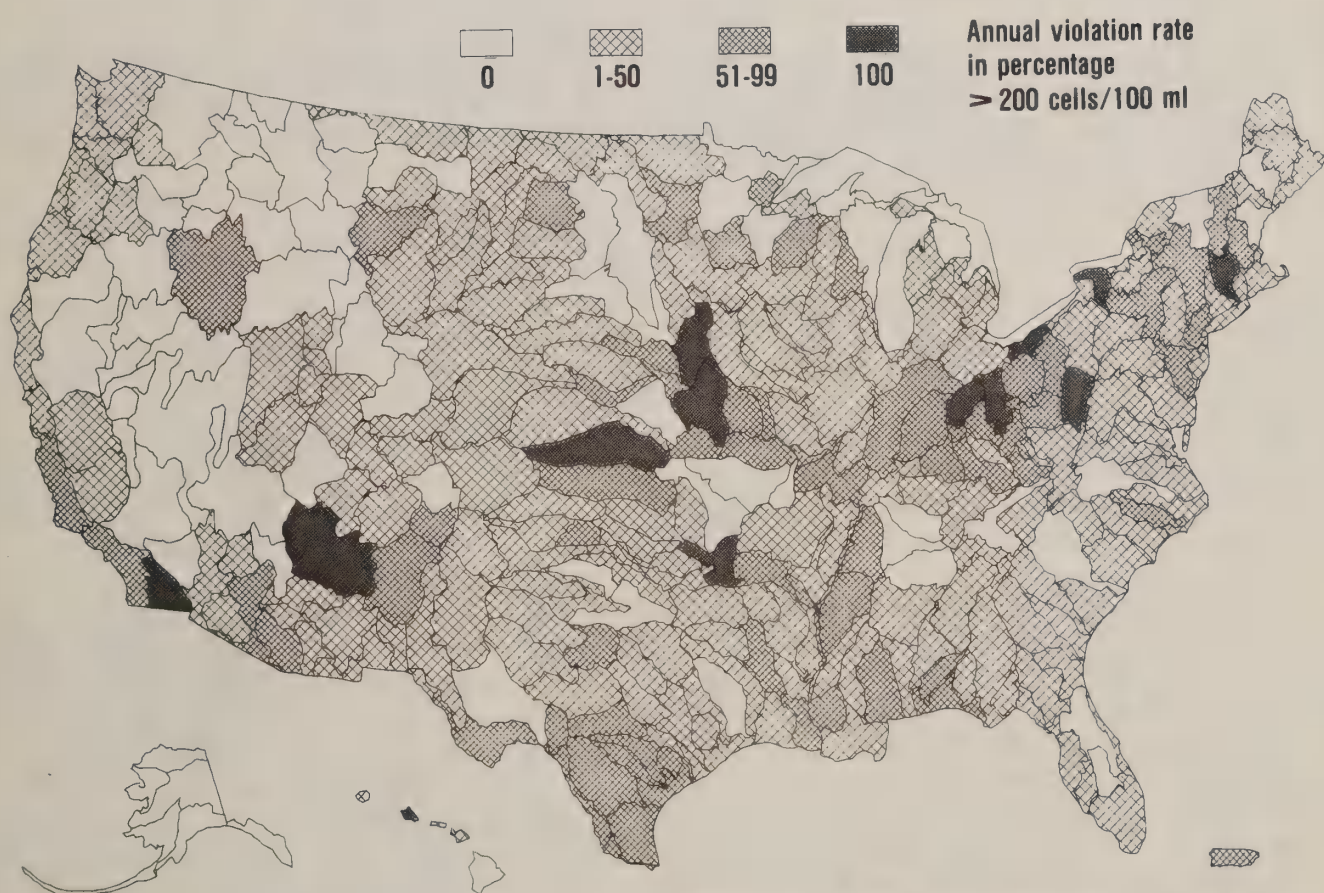 0
1-50
51-99
100
Annual violation rate
in percentage
> 200 cells/100 ml